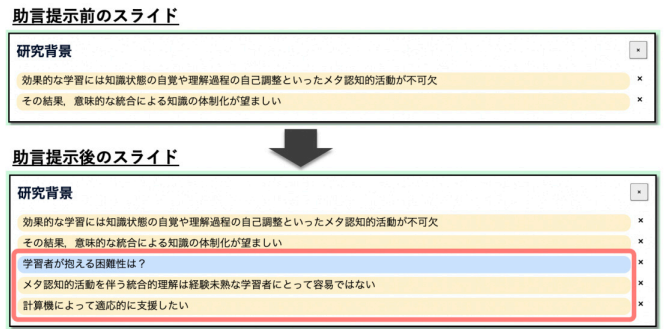 助言提示前のスライド
研究背景
×
効果的な学習には知識状態の自覚や理解過程の自己調整といったメタ認知的活動が不可欠
×
その結果，意味的な統合による知識の体制化が望ましい
×
助言提示後のスライド
研究背景
×
効果的な学習には知識状態の自覚や理解過程の自己調整といったメタ認知的活動が不可欠
×
その結果，意味的な統合による知識の体制化が望ましい
×
学習者が抱える困難性は？
×
メタ認知的活動を伴う統合的理解は経験未熟な学習者にとって容易ではない
×
計算機によって適応的に支援したい
×